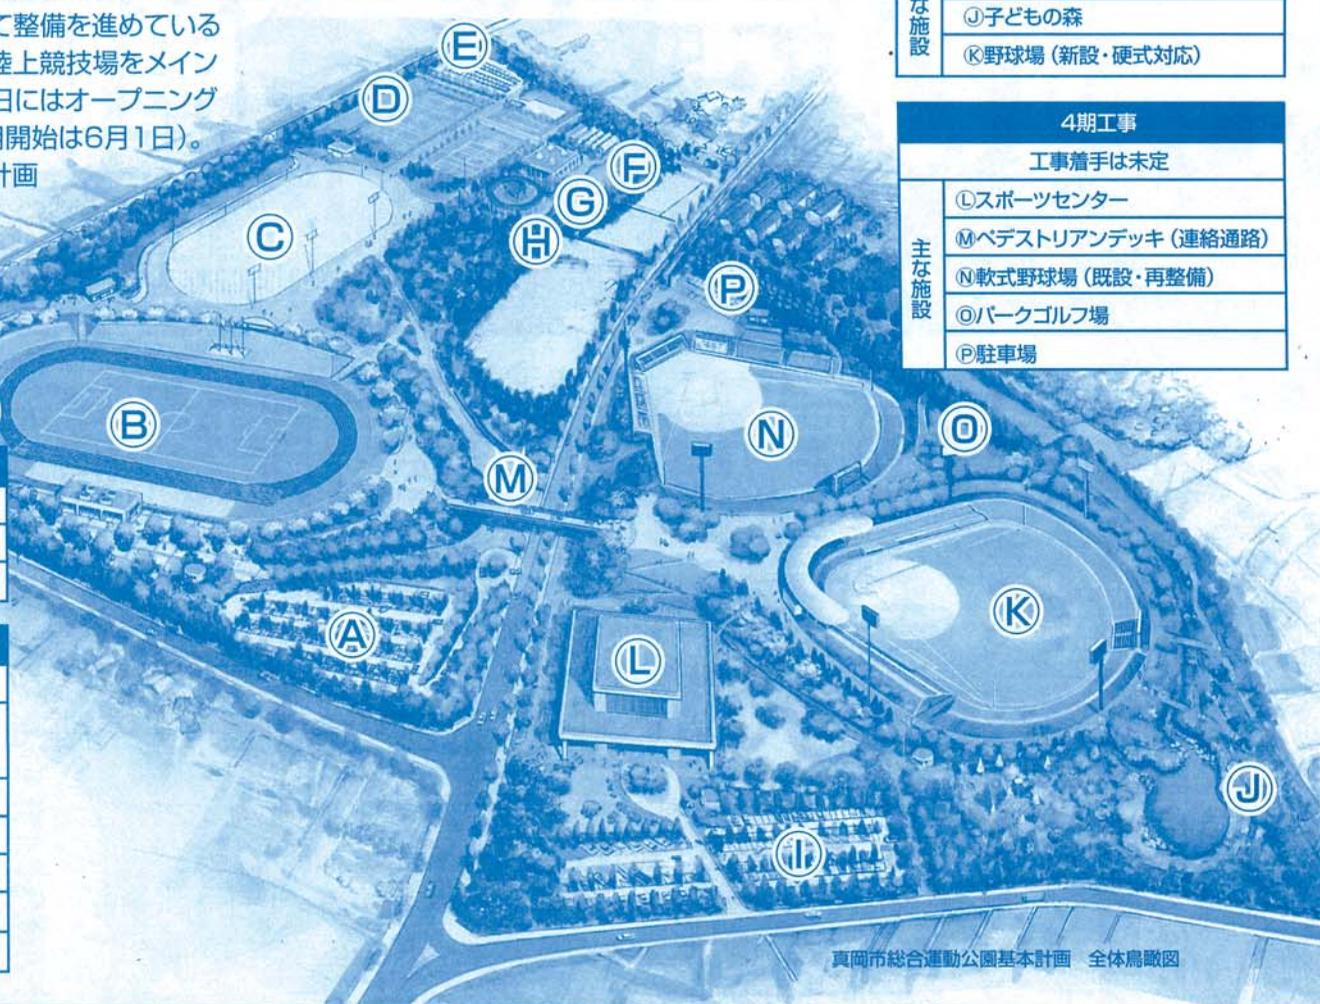 て整備を進めている
陸上競技場をメイン
日にはオープニング
開始は6月1日)。
計画
な施設
Ⓙ子どもの森
Ⓚ野球場(新設・硬式対応)
4期工事
工事着手は未定
主な施設
Ⓛスポーツセンター
Ⓜペデストリアンデッキ(連絡通路)
Ⓝ軟式野球場(既設・再整備)
Ⓞパークゴルフ場
Ⓟ駐車場
Ⓔ
Ⓓ
Ⓕ
Ⓖ
Ⓗ
Ⓒ
Ⓟ
Ⓑ
Ⓝ
Ⓞ
Ⓜ
Ⓚ
Ⓐ
Ⓛ
Ⓙ
Ⓘ
真岡市総合運動公園基本計画 全体鳥瞰図